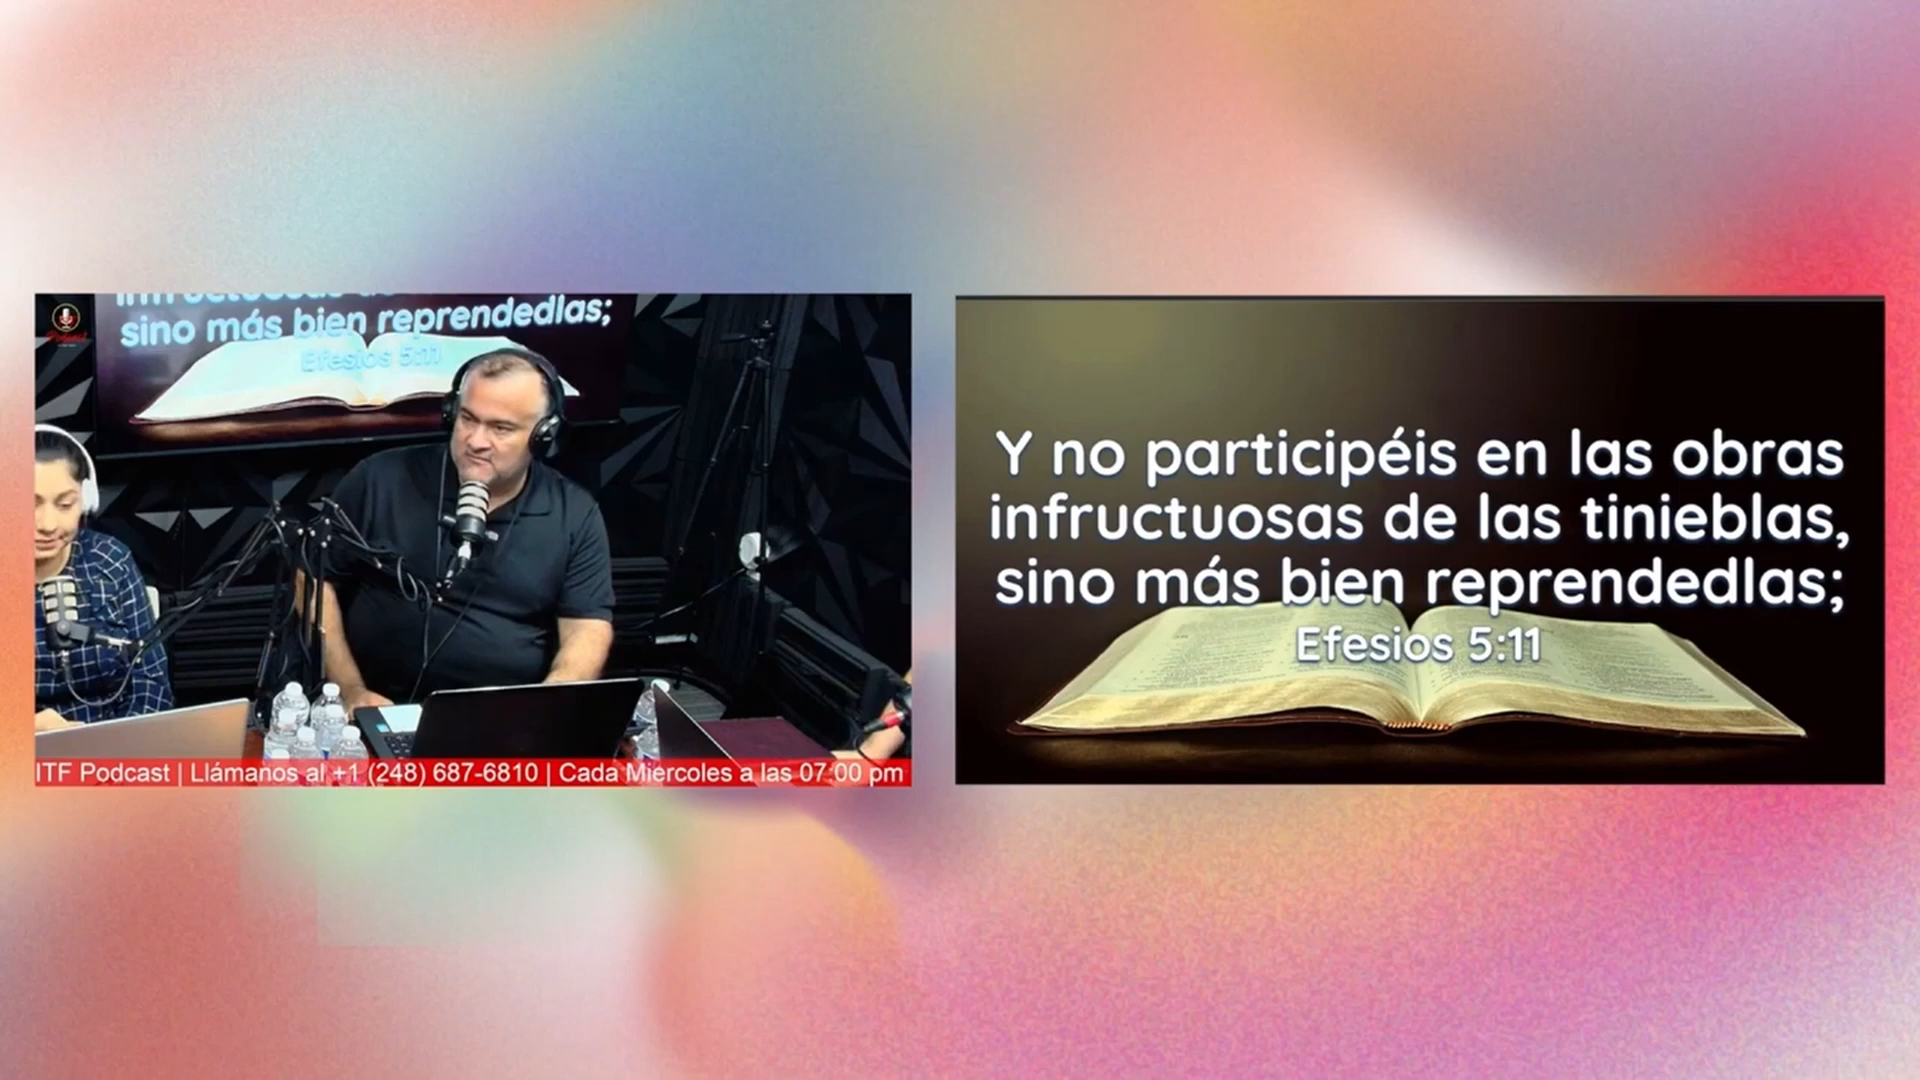 sino más bien reprendedlas;
Efesios 5:11
Podcast
ITF Podcast | Llámanos al +1 (248) 687-6810 | Cada Miercoles a las 07:00 pm
Y no participéis en las obras
infructuosas de las tinieblas,
sino más bien reprendedlas;
Efesios 5:11